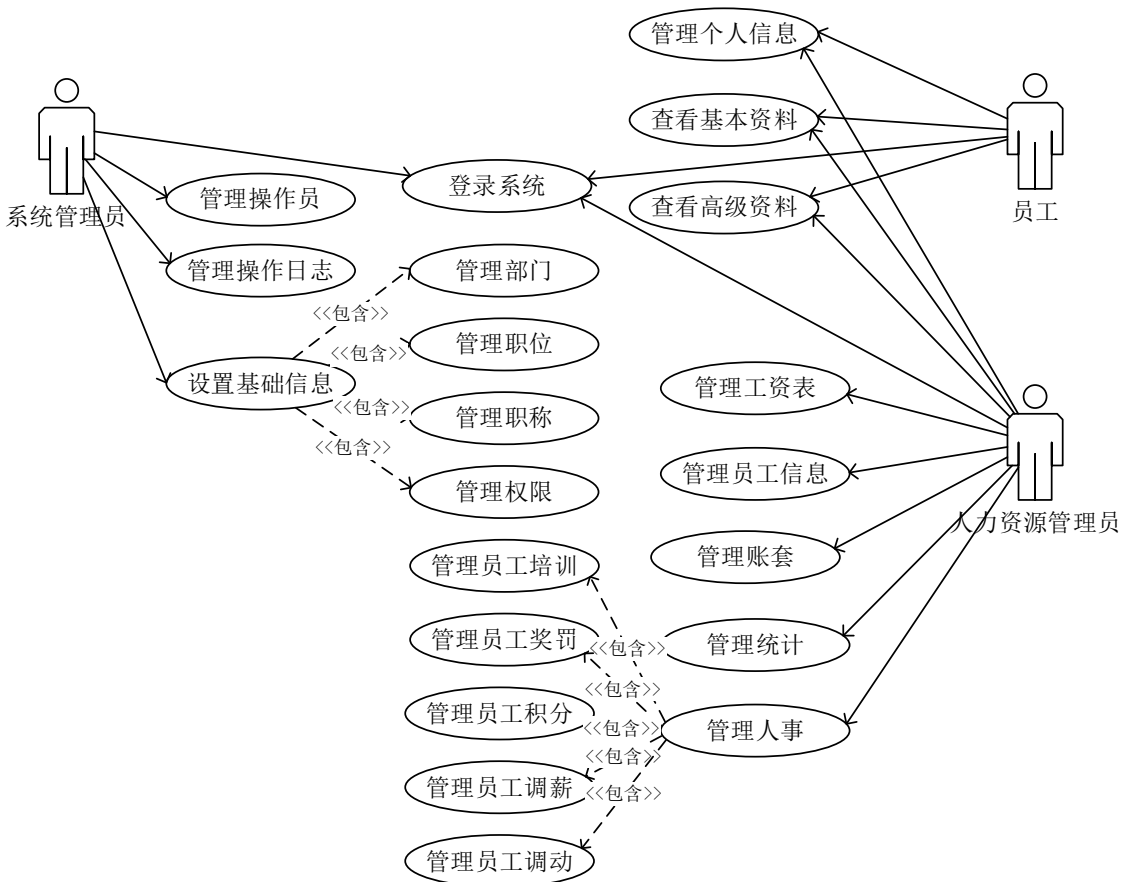 管理个人信息
查看基本资料
登录系统
管理操作员
查看高级资料
系统管理员
员工
管理操作日志
管理部门
<<包含>>
管理职位
<<包含>>
设置基础信息
管理工资表
<<包含>>
管理职称
<<包含>>
管理员工信息
管理权限
人力资源管理员
管理账套
管理员工培训
管理员工奖罚
<<包含>>
管理统计
<<包含>>
管理员工积分
<<包含>>
管理人事
<<包含>>
管理员工调薪
<<包含>>
管理员工调动